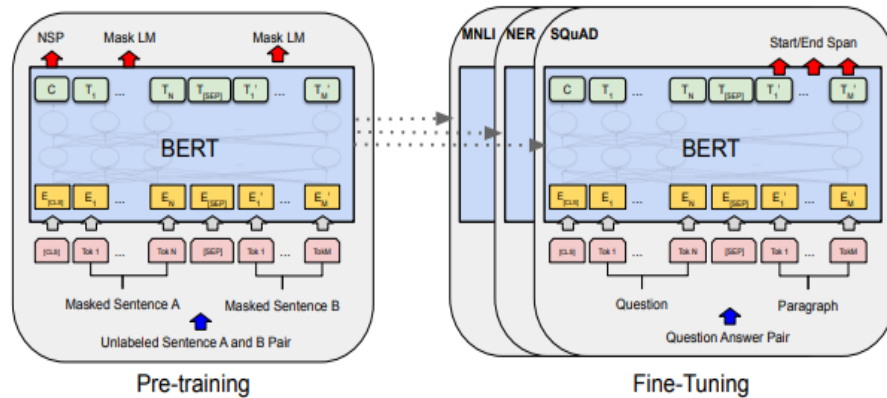 NSP Mask LM Mask LM
C T1 ... TN T[SEP] T1' ... TM'
BERT
E[CLS] E1 ... EN E[SEP] E1' ... EM'
[CLS] Tok 1 ... Tok N [SEP] Tok 1 ... TokM
Masked Sentence A Masked Sentence B
Unlabeled Sentence A and B Pair
Pre-training
MNLI NER SQuAD
Start/End Span
C T1 ... TN T[SEP] T1' ... TM'
BERT
E[CLS] E1 ... EN E[SEP] E1' ... EM'
[CLS] Tok 1 ... Tok N [SEP] Tok 1 ... TokM
Question Paragraph
Question Answer Pair
Fine-Tuning